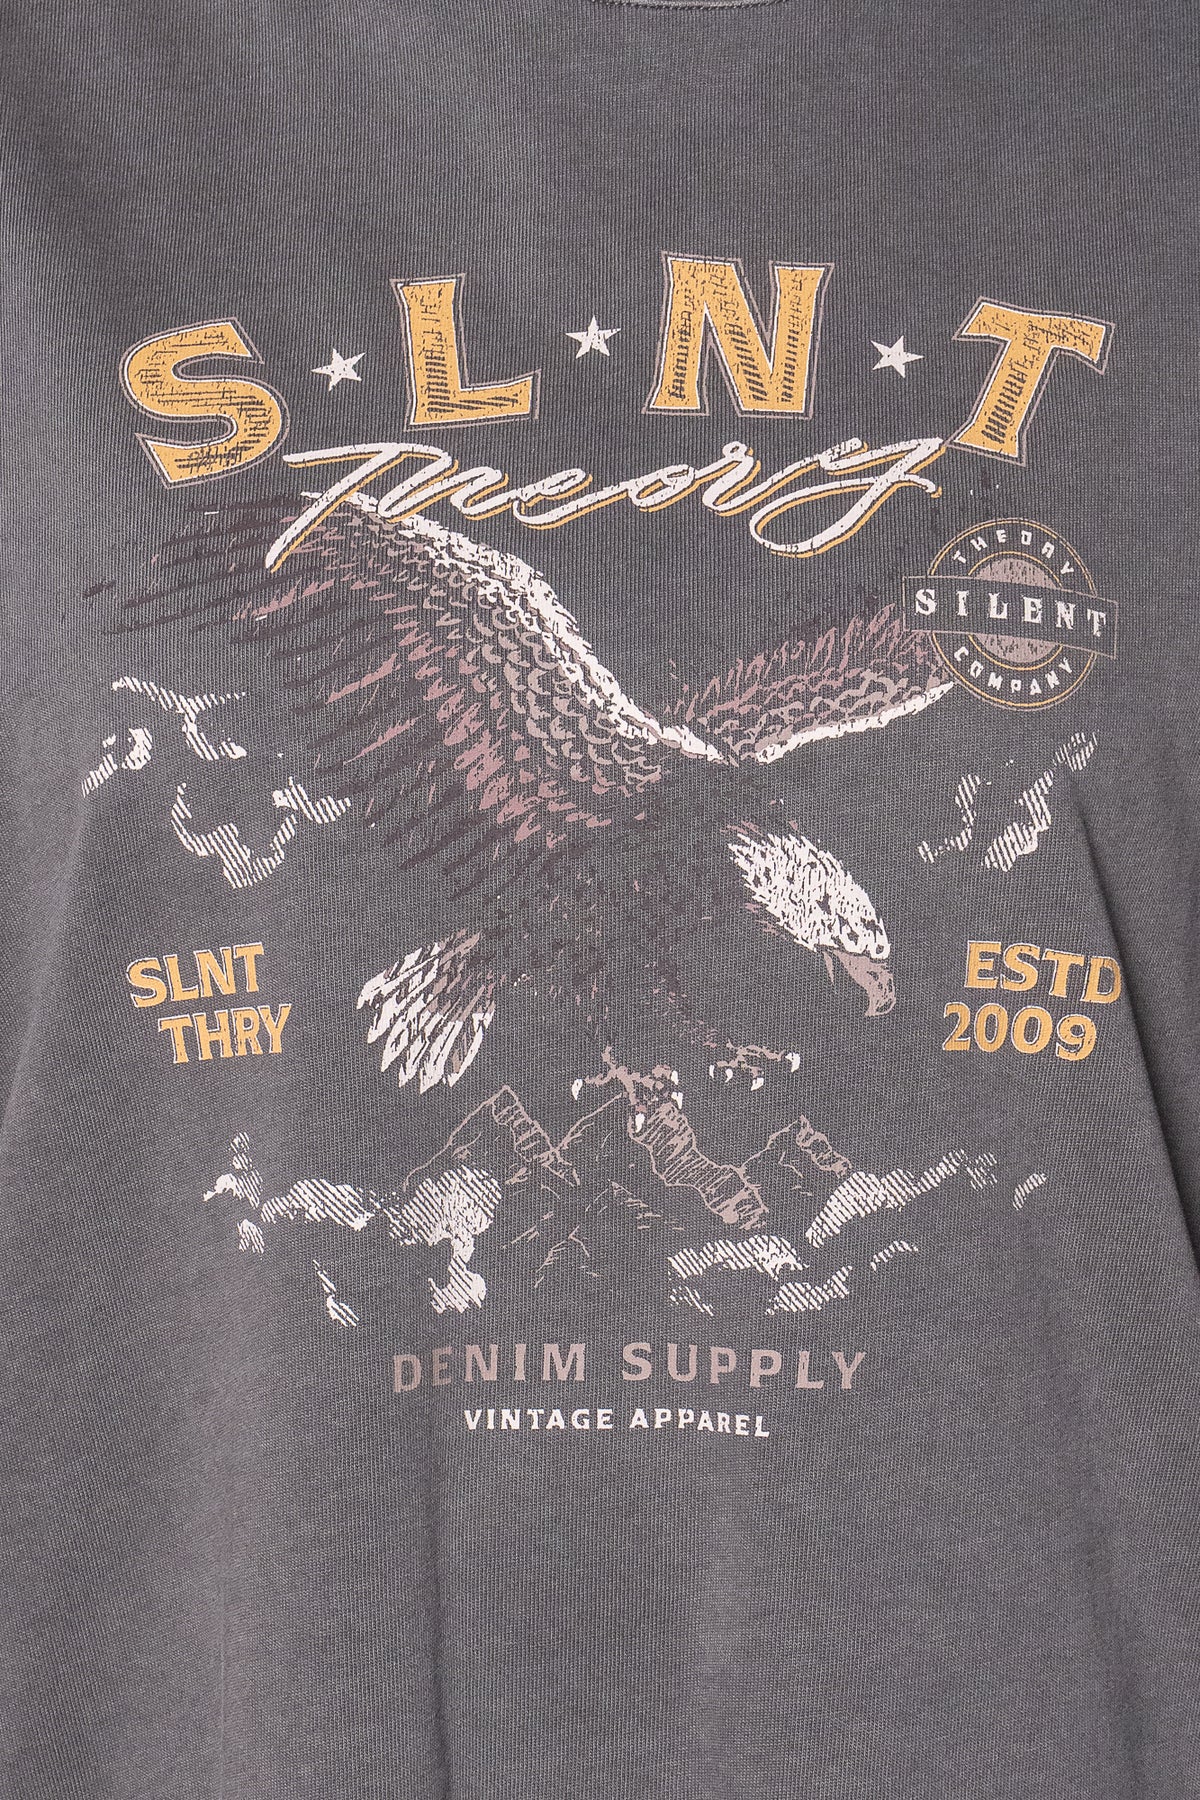 S L N T
Theory
THEORY
SILENT
COMPANY
SLNT
THRY
ESTD
2009
DENIM SUPPLY
VINTAGE APPAREL